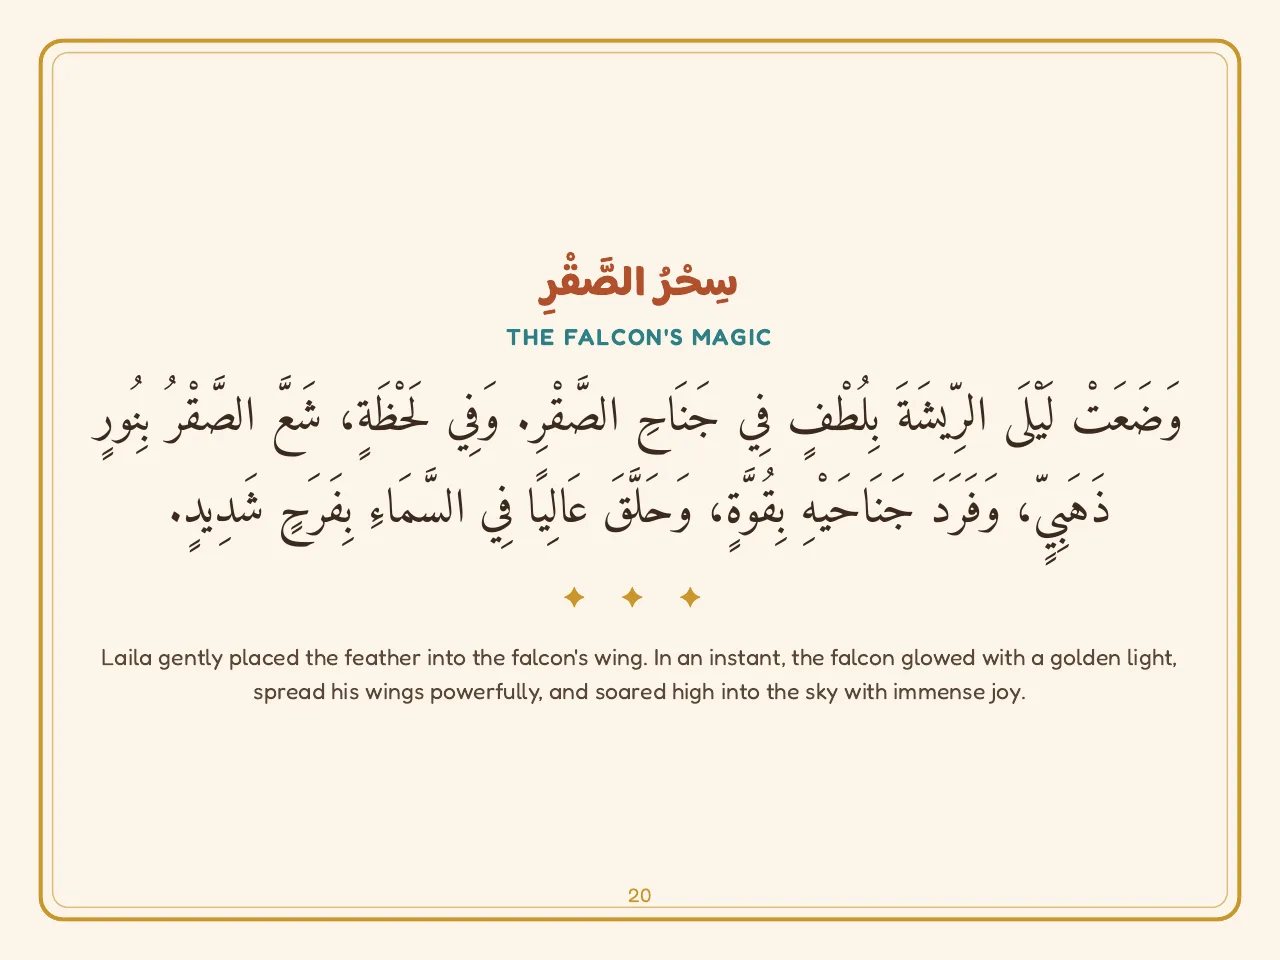 سِحْرُ الصَّقْرِ
THE FALCON'S MAGIC
وَضَعَتْ لَيْلَى الرِّيشَةَ بِلُطْفٍ فِي جَنَاحِ الصَّقْرِ. وَفِي لَحْظَةٍ، شَعَّ الصَّقْرُ بِنُورٍ
ذَهَبِيٍّ، وَفَرَدَ جَنَاحَيْهِ بِقُوَّةٍ، وَحَلَّقَ عَالِيًا فِي السَّمَاءِ بِفَرَحٍ شَدِيدٍ.
Laila gently placed the feather into the falcon's wing. In an instant, the falcon glowed with a golden light,
spread his wings powerfully, and soared high into the sky with immense joy.
20